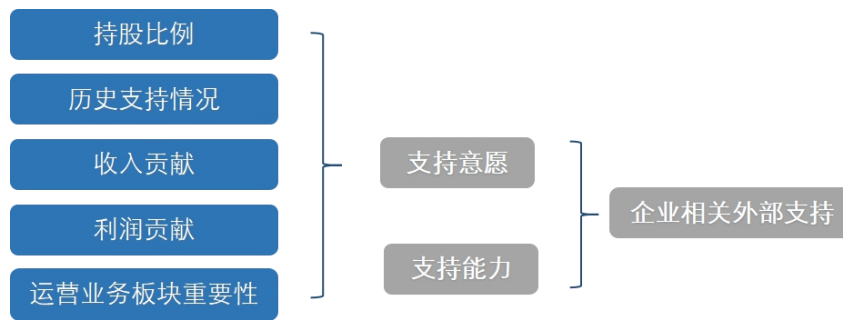 持股比例
历史支持情况
收入贡献
利润贡献
运营业务板块重要性
支持意愿
支持能力
企业相关外部支持